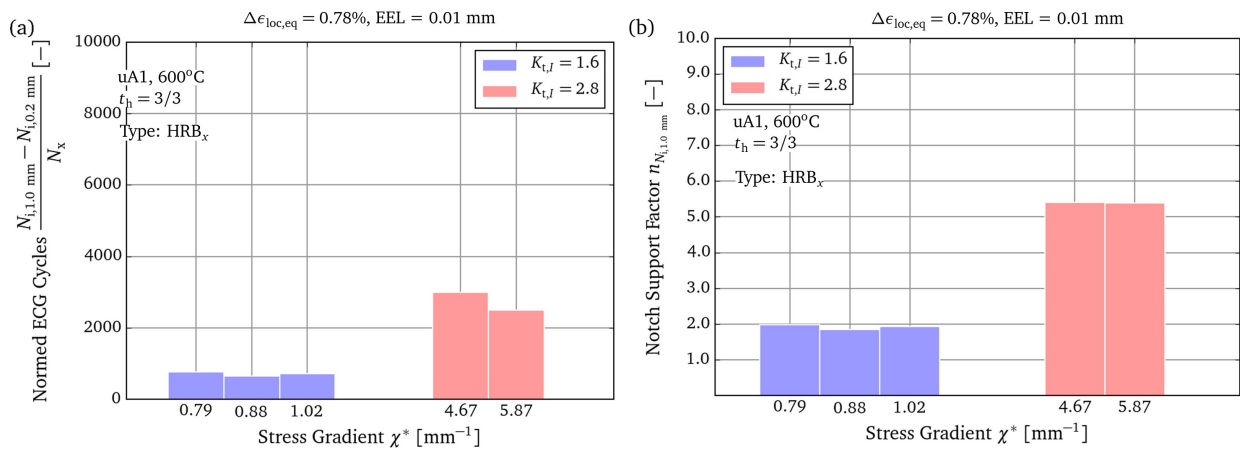 (a)
Δϵloc,eq = 0.78%, EEL = 0.01 mm
Normed ECG Cycles (Ni,1.0 mm − Ni,0.2 mm)/Nx [−]
10000
8000
6000
4000
2000
0
uA1, 600°C
th = 3/3
Type: HRBx
Kt,I = 1.6
Kt,I = 2.8
0.79 0.88 1.02 4.67 5.87
Stress Gradient χ* [mm−1]
(b)
Δϵloc,eq = 0.78%, EEL = 0.01 mm
Notch Support Factor nNi,1.0 mm [−]
10.0
9.0
8.0
7.0
6.0
5.0
4.0
3.0
2.0
1.0
Kt,I = 1.6
Kt,I = 2.8
uA1, 600°C
th = 3/3
Type: HRBx
0.79 0.88 1.02 4.67 5.87
Stress Gradient χ* [mm−1]